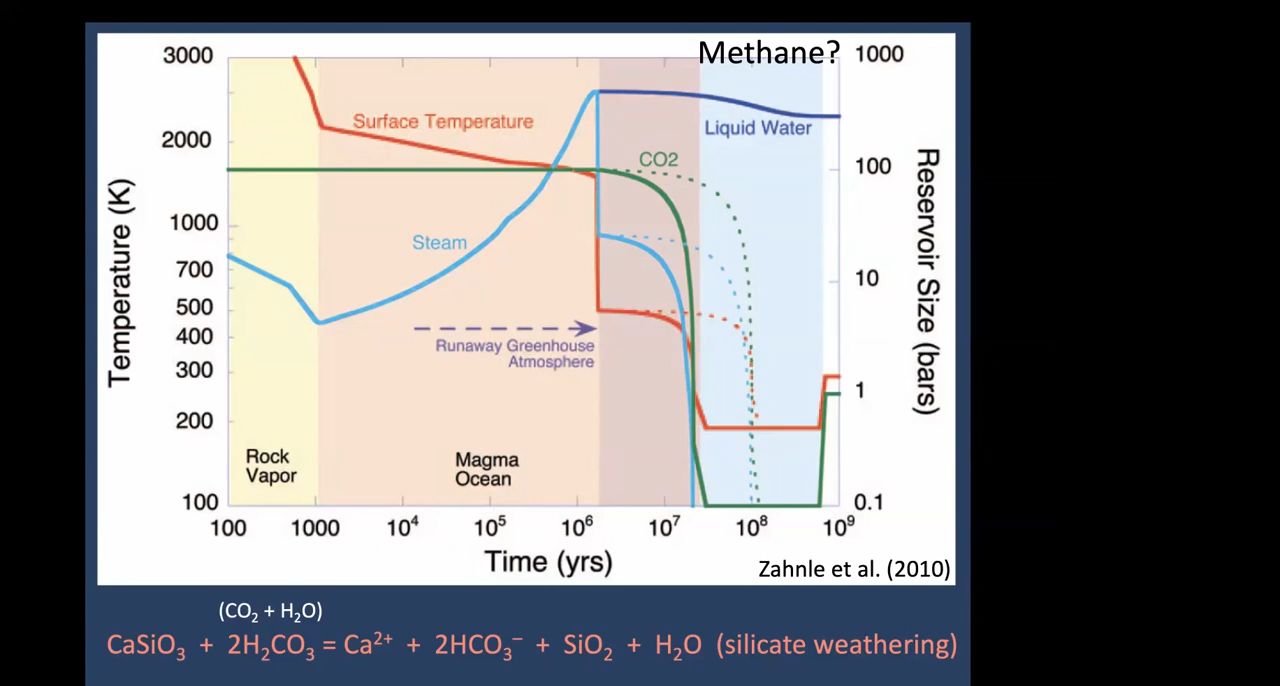 Methane?
3000
2000
1000
700
500
400
300
200
100
Temperature (K)
1000
100
10
1
0.1
Reservoir Size (bars)
Surface Temperature
Liquid Water
CO2
Steam
Runaway Greenhouse
Atmosphere
Rock
Vapor
Magma
Ocean
100 1000 10⁴ 10⁵ 10⁶ 10⁷ 10⁸ 10⁹
Time (yrs)
Zahnle et al. (2010)
(CO₂ + H₂O)
CaSiO₃ + 2H₂CO₃ = Ca²⁺ + 2HCO₃⁻ + SiO₂ + H₂O (silicate weathering)